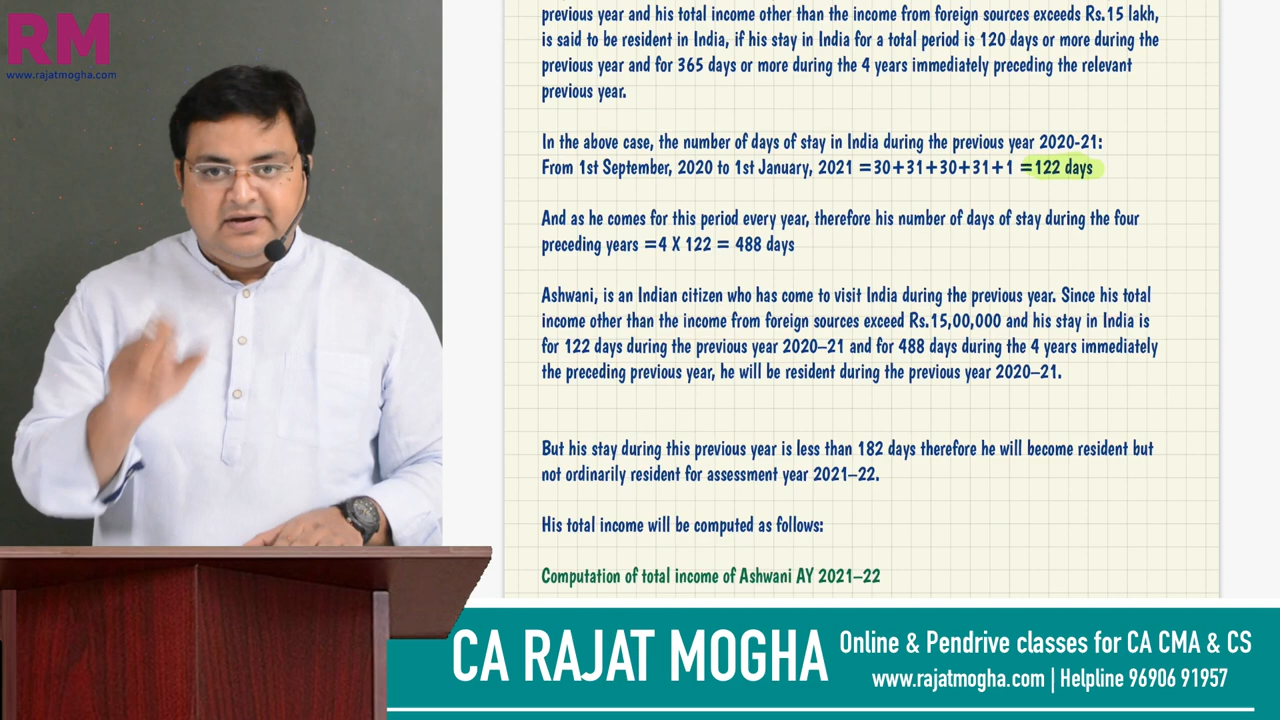 RM
www.rajatmogha.com
previous year and his total income other than the income from foreign sources exceeds Rs.15 lakh,
is said to be resident in India, if his stay in India for a total period is 120 days or more during the
previous year and for 365 days or more during the 4 years immediately preceding the relevant
previous year.
In the above case, the number of days of stay in India during the previous year 2020-21:
From 1st September, 2020 to 1st January, 2021 =30+31+30+31+1 =122 days
And as he comes for this period every year, therefore his number of days of stay during the four
preceding years =4 X 122 = 488 days
Ashwani, is an Indian citizen who has come to visit India during the previous year. Since his total
income other than the income from foreign sources exceed Rs.15,00,000 and his stay in India is
for 122 days during the previous year 2020–21 and for 488 days during the 4 years immediately
the preceding previous year, he will be resident during the previous year 2020–21.
But his stay during this previous year is less than 182 days therefore he will become resident but
not ordinarily resident for assessment year 2021–22.
His total income will be computed as follows:
Computation of total income of Ashwani AY 2021–22
CA RAJAT MOGHA
Online & Pendrive classes for CA CMA & CS
www.rajatmogha.com | Helpline 96906 91957